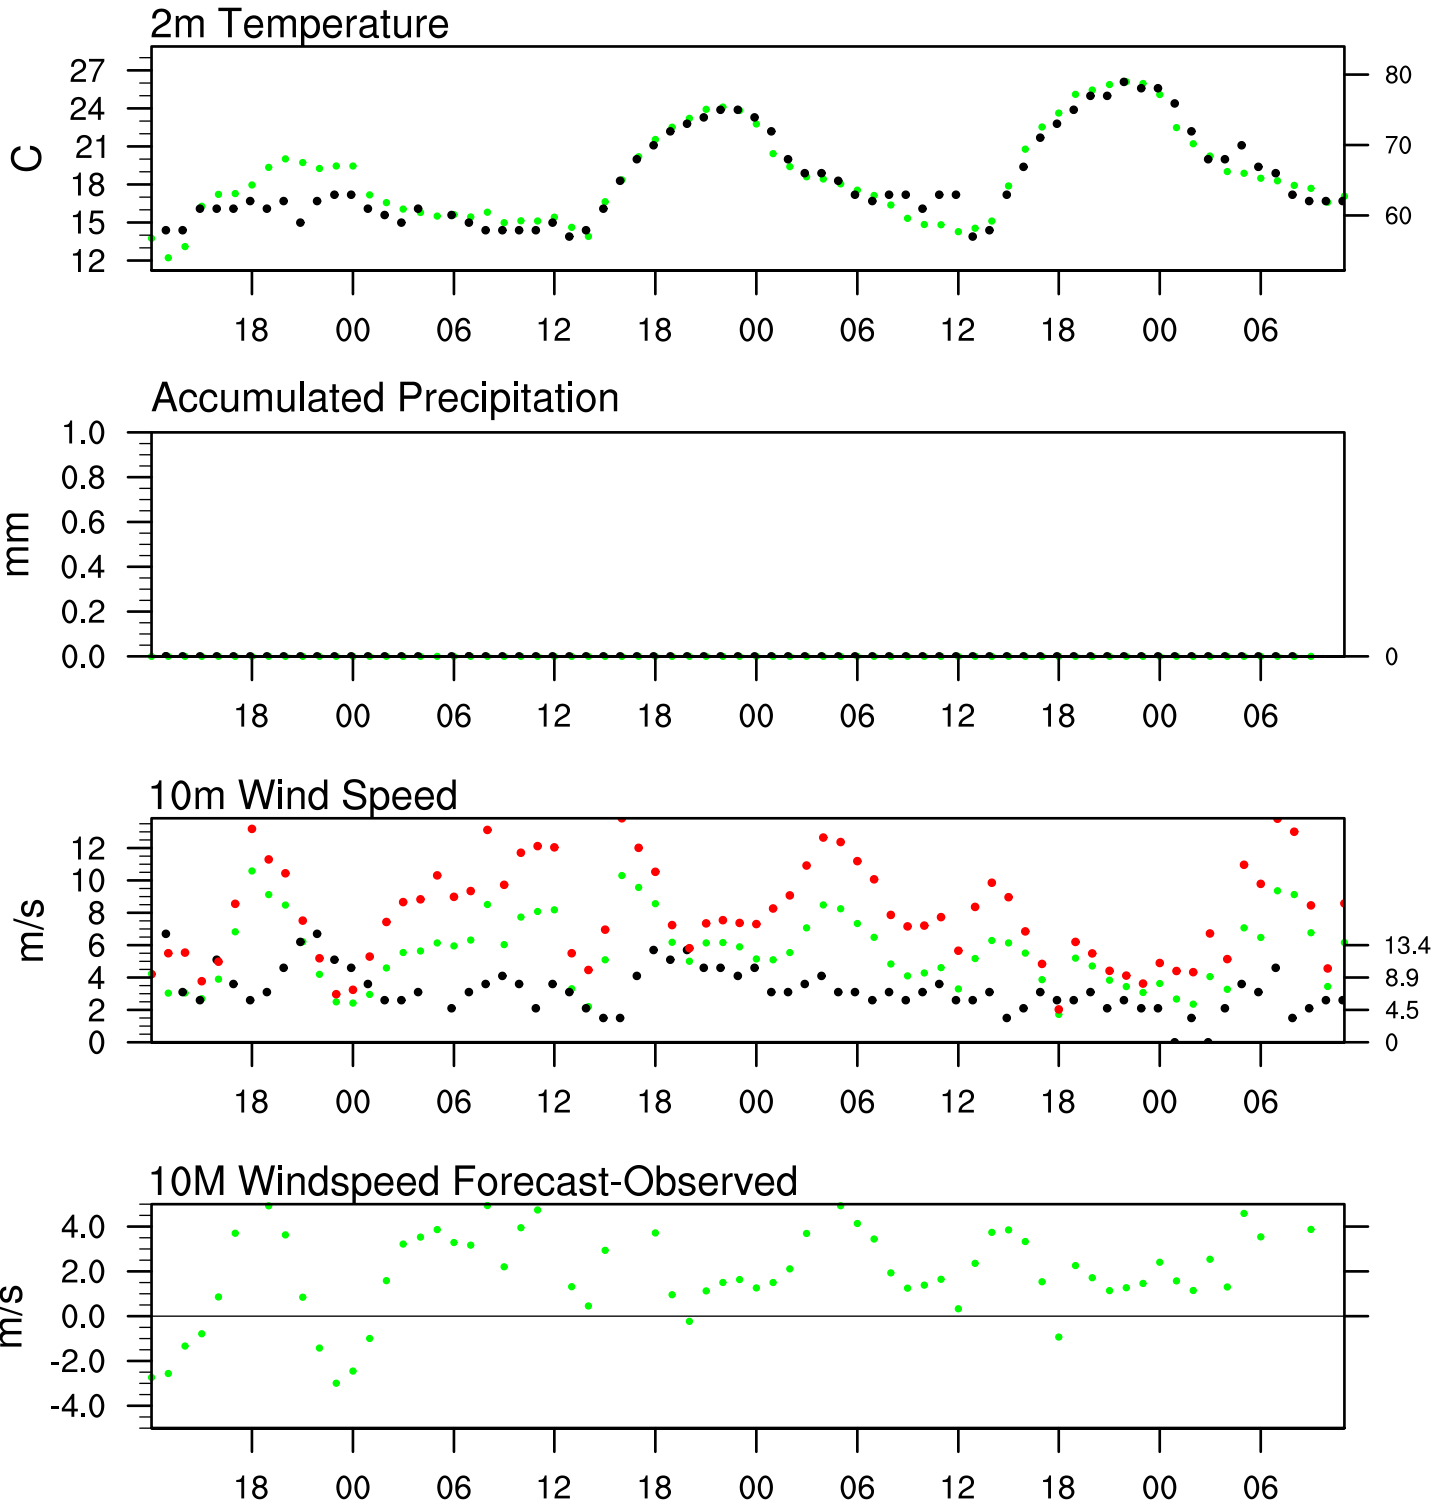 2m Temperature
27
24
21
18
15
12
C
80
70
60
18 00 06 12 18 00 06 12 18 00 06
Accumulated Precipitation
1.0
0.8
0.6
0.4
0.2
0.0
mm
0
18 00 06 12 18 00 06 12 18 00 06
10m Wind Speed
12
10
8
6
4
2
0
m/s
13.4
8.9
4.5
0
18 00 06 12 18 00 06 12 18 00 06
10M Windspeed Forecast-Observed
4.0
2.0
0.0
-2.0
-4.0
m/s
18 00 06 12 18 00 06 12 18 00 06